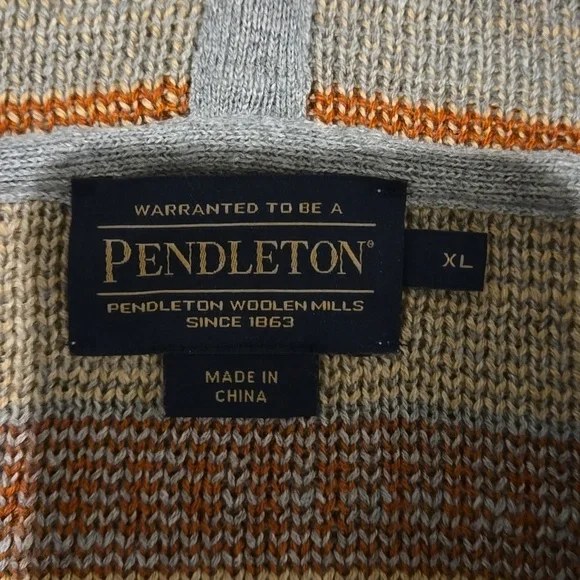 WARRANTED TO BE A
PENDLETON®
PENDLETON WOOLEN MILLS
SINCE 1863
XL
MADE IN
CHINA